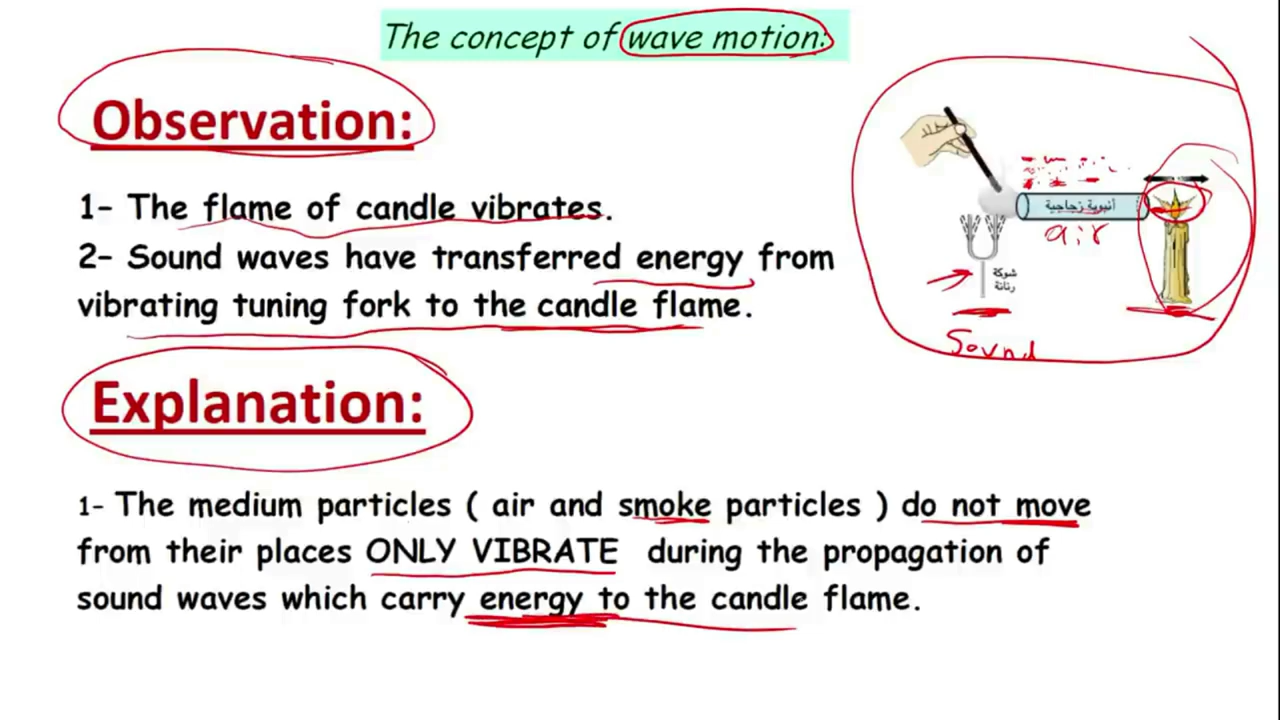 The concept of wave motion:
Observation:
1- The flame of candle vibrates.
2- Sound waves have transferred energy from
vibrating tuning fork to the candle flame.
أنبوبة زجاجية
air
شوكة
رنانة
Sound
Explanation:
1- The medium particles ( air and smoke particles ) do not move
from their places ONLY VIBRATE during the propagation of
sound waves which carry energy to the candle flame.